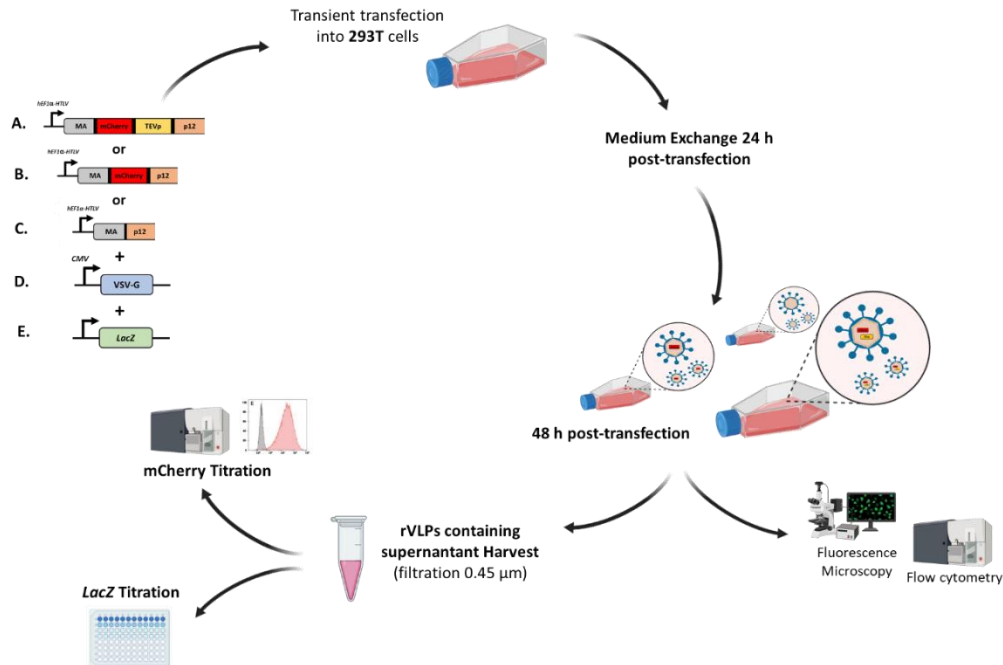 Transient transfection
into 293T cells
hEF1α-HTLV
A.
MA
mCherry
TEVp
p12
or
hEF1α-HTLV
B.
MA
mCherry
p12
or
hEF1α-HTLV
C.
MA
p12
+
CMV
D.
VSV-G
+
E.
LacZ
Medium Exchange 24 h
post-transfection
48 h post-transfection
Fluorescence
Microscopy
Flow cytometry
rVLPs containing
supernantant Harvest
(filtration 0.45 µm)
E
mCherry Titration
LacZ Titration